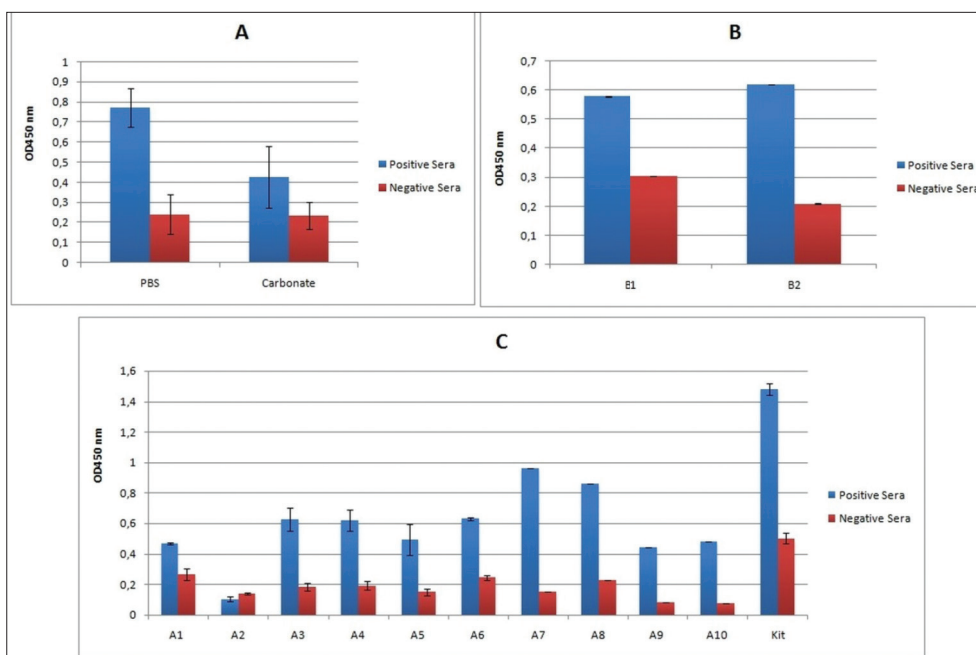 A
OD450 nm
1
0,9
0,8
0,7
0,6
0,5
0,4
0,3
0,2
0,1
0
PBS
Carbonate
Positive Sera
Negative Sera
B
OD450 nm
0,7
0,6
0,5
0,4
0,3
0,2
0,1
0
B1
B2
Positive Sera
Negative Sera
C
OD450 nm
1,6
1,4
1,2
1
0,8
0,6
0,4
0,2
0
A1 A2 A3 A4 A5 A6 A7 A8 A9 A10 Kit
Positive Sera
Negative Sera